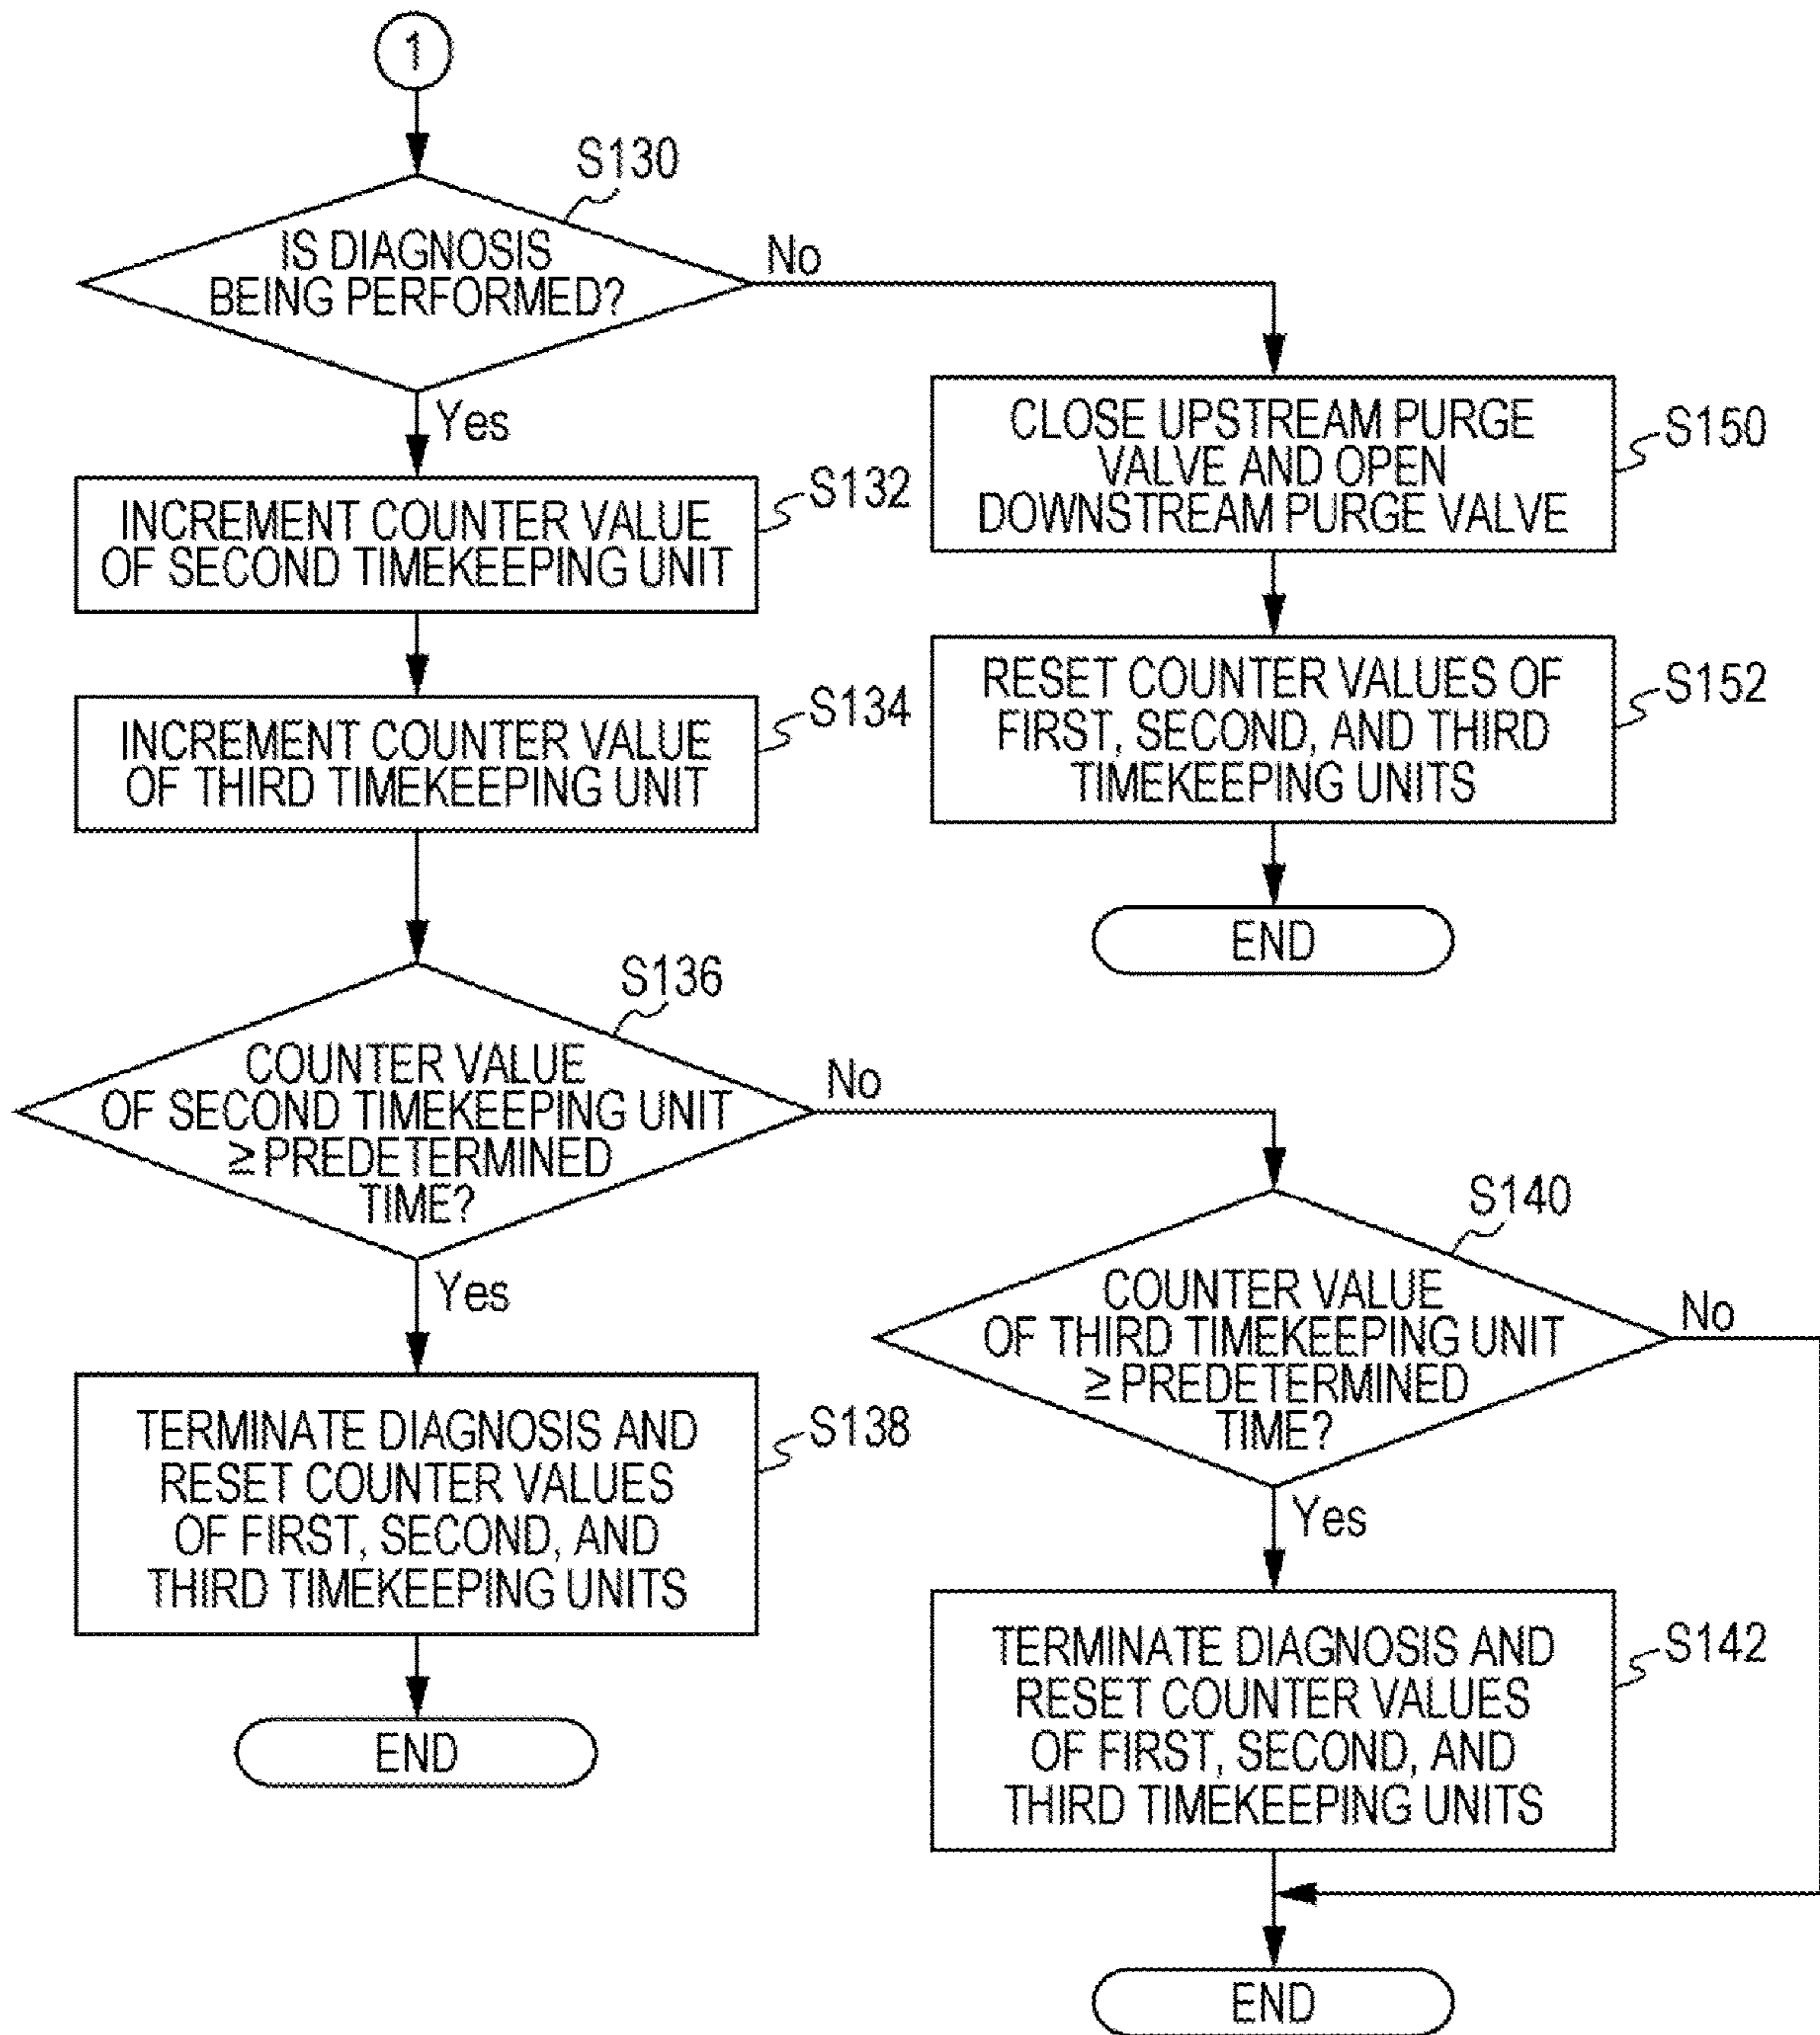 1
S130
IS DIAGNOSIS
BEING PERFORMED?
No
Yes
CLOSE UPSTREAM PURGE
VALVE AND OPEN
DOWNSTREAM PURGE VALVE
S150
INCREMENT COUNTER VALUE
OF SECOND TIMEKEEPING UNIT
S132
RESET COUNTER VALUES OF
FIRST, SECOND, AND THIRD
TIMEKEEPING UNITS
S152
INCREMENT COUNTER VALUE
OF THIRD TIMEKEEPING UNIT
S134
END
S136
COUNTER VALUE
OF SECOND TIMEKEEPING UNIT
≥ PREDETERMINED
TIME?
No
Yes
S140
COUNTER VALUE
OF THIRD TIMEKEEPING UNIT
≥ PREDETERMINED
TIME?
No
Yes
TERMINATE DIAGNOSIS AND
RESET COUNTER VALUES
OF FIRST, SECOND, AND
THIRD TIMEKEEPING UNITS
S138
END
TERMINATE DIAGNOSIS AND
RESET COUNTER VALUES
OF FIRST, SECOND, AND
THIRD TIMEKEEPING UNITS
S142
END